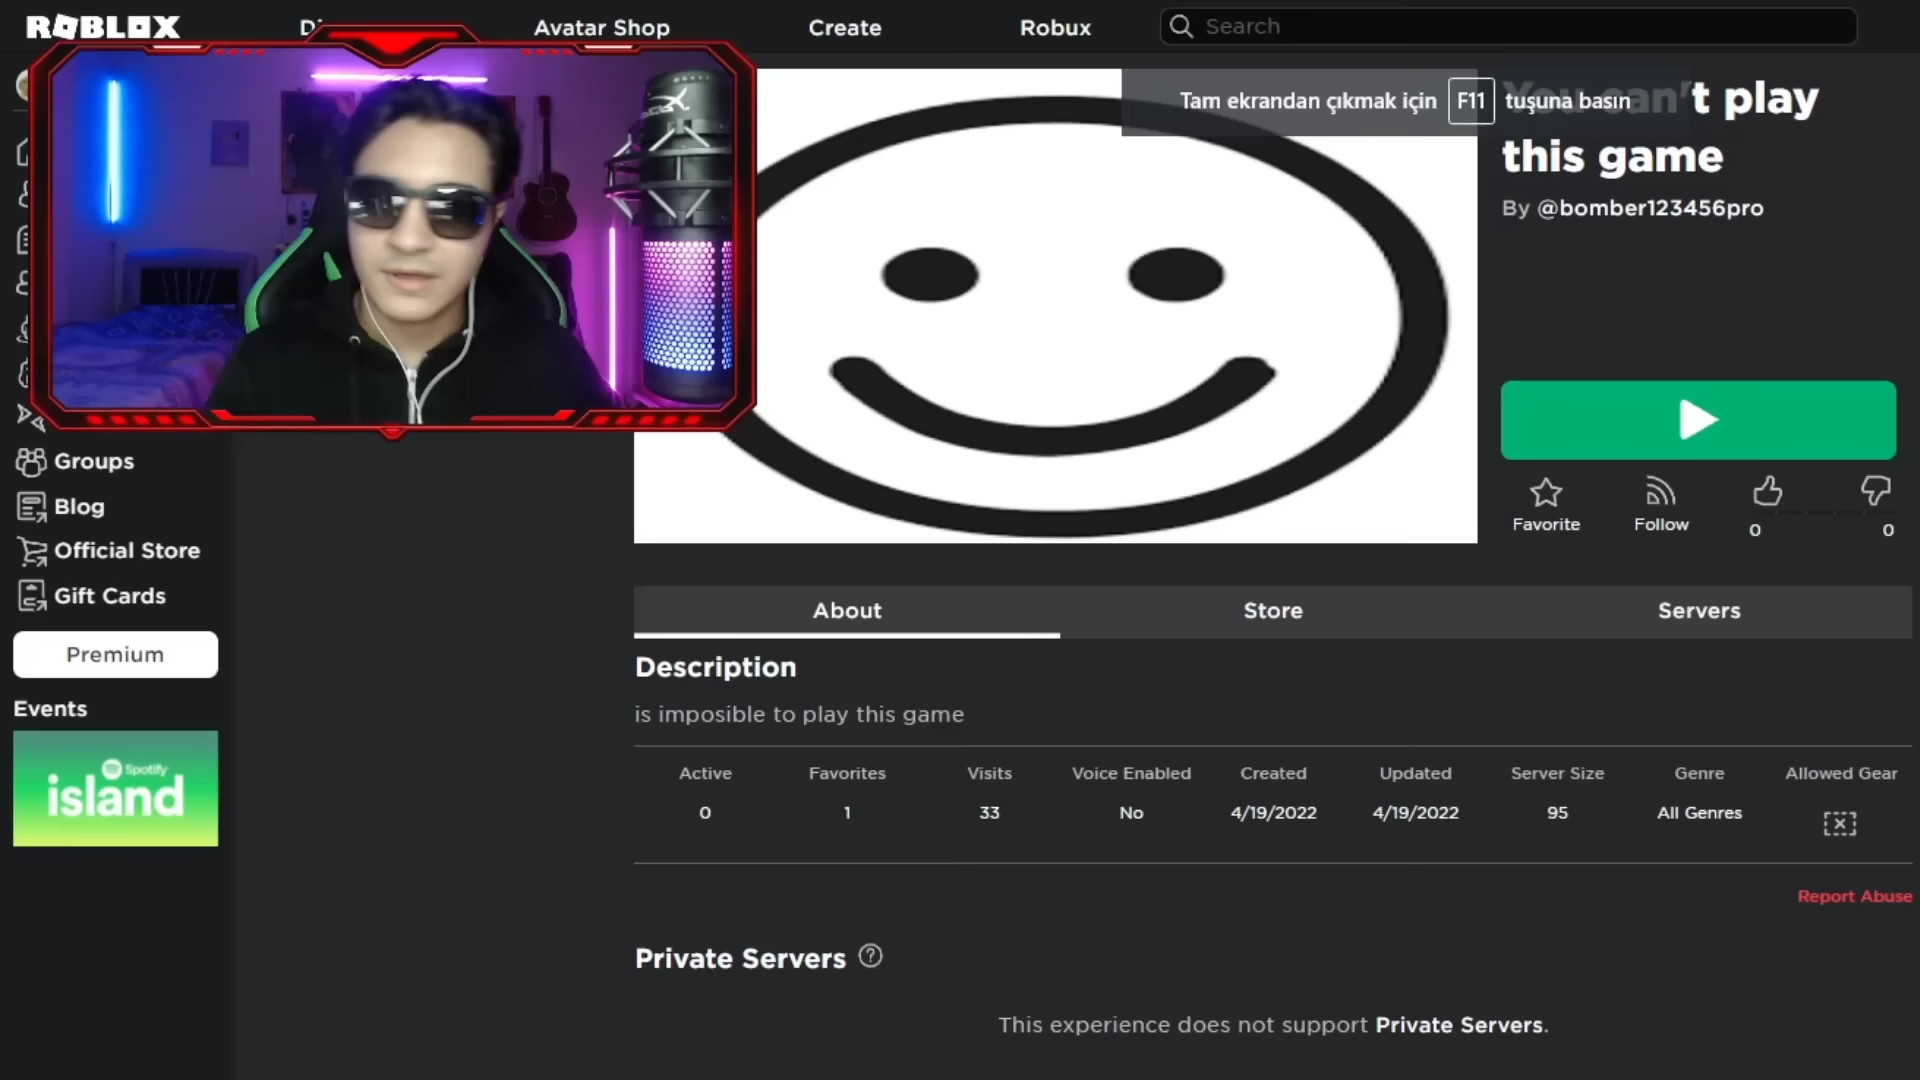 ROBLOX
Avatar Shop
Create
Robux
Search
Tam ekrandan çıkmak için F11 tuşuna basın
You can't play
this game
By @bomber123456pro
Favorite
Follow
0
0
Groups
Blog
Official Store
Gift Cards
Premium
Events
Spotify
island
About
Store
Servers
Description
is imposible to play this game
Active
Favorites
Visits
Voice Enabled
Created
Updated
Server Size
Genre
Allowed Gear
0
1
33
No
4/19/2022
4/19/2022
95
All Genres
Report Abuse
Private Servers
This experience does not support Private Servers.